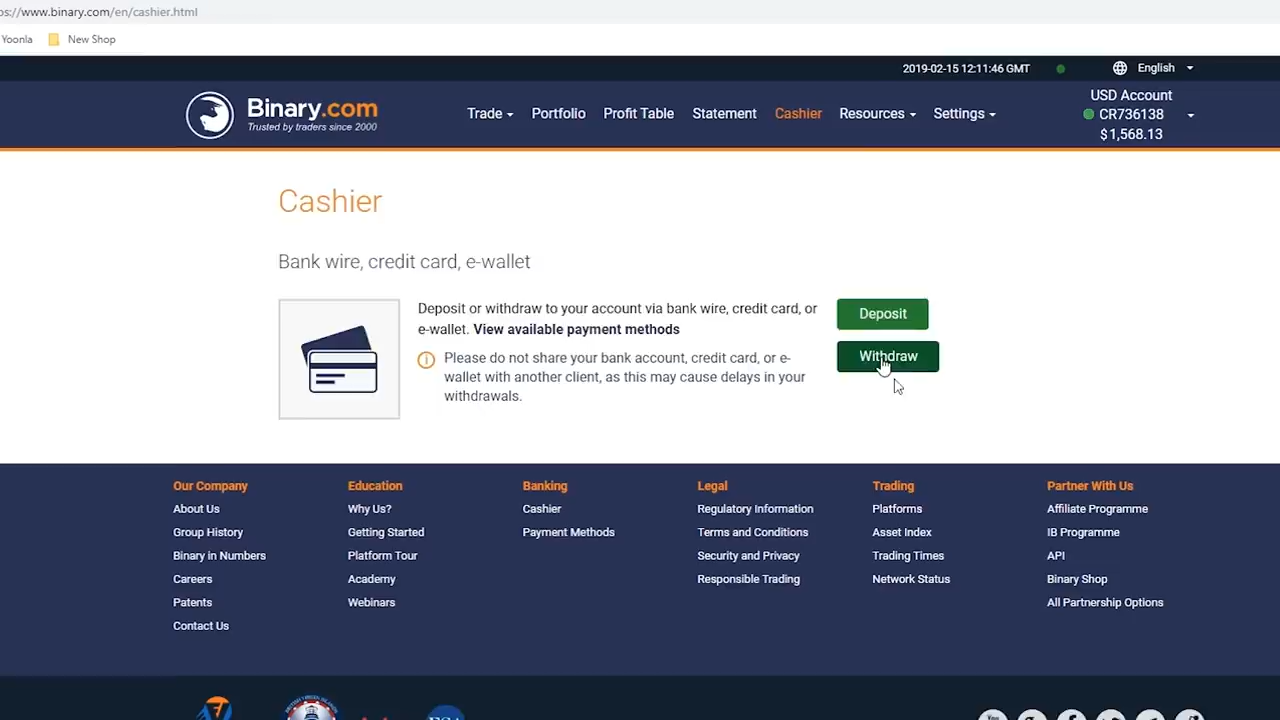 ps://www.binary.com/en/cashier.html
Yoonla New Shop
2019-02-15 12:11:46 GMT English
Binary.com
Trusted by traders since 2000
Trade Portfolio Profit Table Statement Cashier Resources Settings
USD Account
CR736138
$1,568.13
Cashier
Bank wire, credit card, e-wallet
Deposit or withdraw to your account via bank wire, credit card, or
e-wallet. View available payment methods
Please do not share your bank account, credit card, or e-
wallet with another client, as this may cause delays in your
withdrawals.
Deposit
Withdraw
Our Company
About Us
Group History
Binary in Numbers
Careers
Patents
Contact Us
Education
Why Us?
Getting Started
Platform Tour
Academy
Webinars
Banking
Cashier
Payment Methods
Legal
Regulatory Information
Terms and Conditions
Security and Privacy
Responsible Trading
Trading
Platforms
Asset Index
Trading Times
Network Status
Partner With Us
Affiliate Programme
IB Programme
API
Binary Shop
All Partnership Options